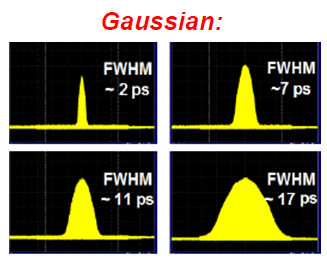 Gaussian:
FWHM
~ 2 ps
FWHM
~7 ps
FWHM
~ 11 ps
FWHM
~ 17 ps